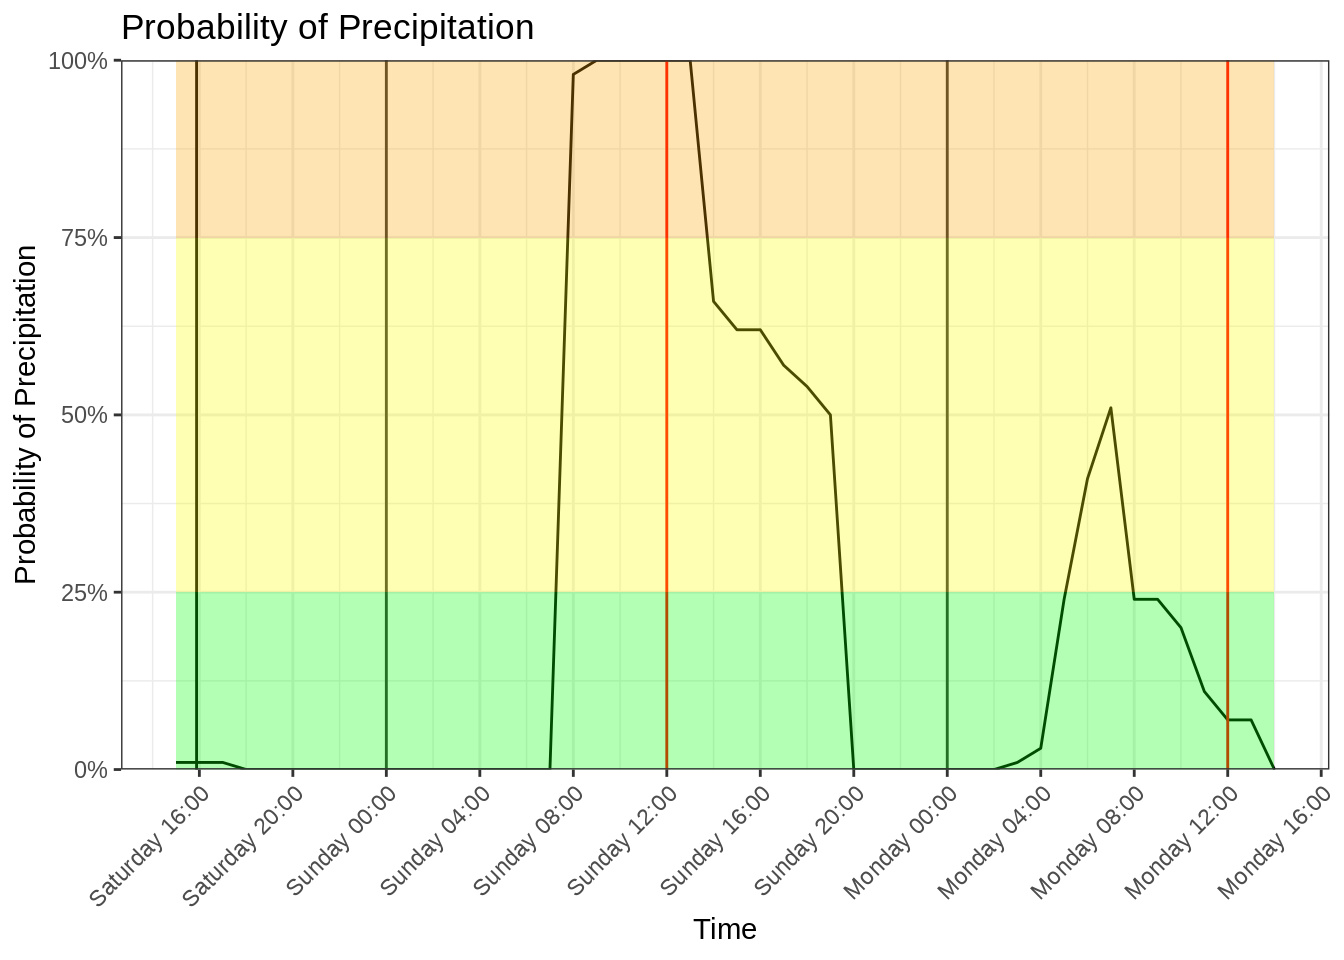 Probability of Precipitation
Probability of Precipitation
100%
75%
50%
25%
0%
Saturday 16:00
Saturday 20:00
Sunday 00:00
Sunday 04:00
Sunday 08:00
Sunday 12:00
Sunday 16:00
Sunday 20:00
Monday 00:00
Monday 04:00
Monday 08:00
Monday 12:00
Monday 16:00
Time